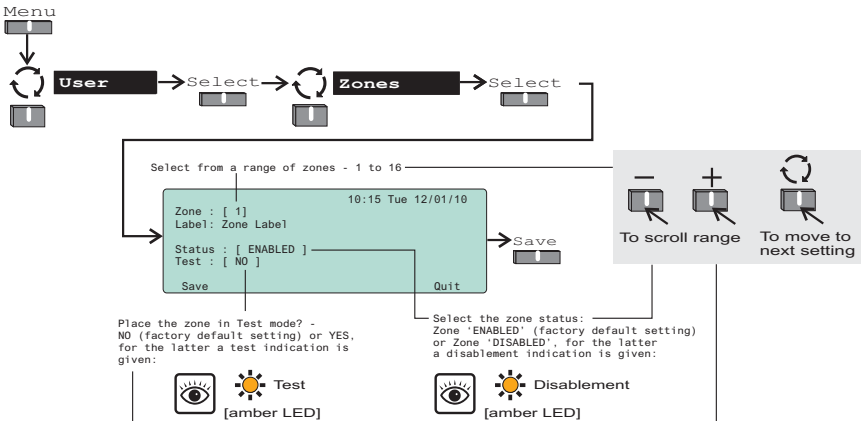 Menu
User
Select
Zones
Select
Select from a range of zones - 1 to 16
10:15 Tue 12/01/10
Zone : [ 1]
Label: Zone Label
Status : [ ENABLED ]
Test : [ NO ]
Save
Quit
Save
–
+
To scroll range
To move to
next setting
Place the zone in Test mode? -
NO (factory default setting) or YES,
for the latter a test indication is
given:
Test
[amber LED]
Select the zone status:
Zone ‘ENABLED’ (factory default setting)
or Zone ‘DISABLED’, for the latter
a disablement indication is given:
Disablement
[amber LED]